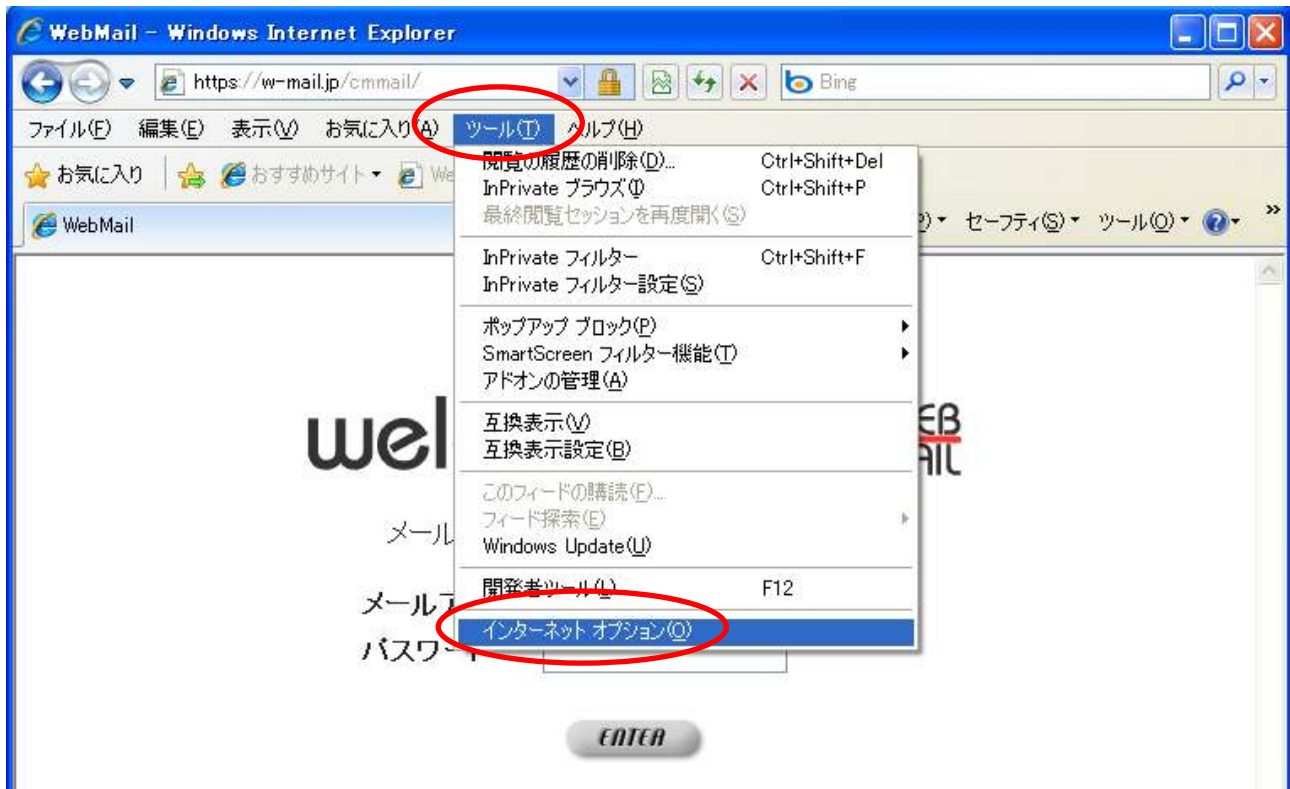 WebMail - Windows Internet Explorer
https://w-mail.jp/cmmail/
Bing
ファイル(F) 編集(E) 表示(V) お気に入り(A) ツール(T) ヘルプ(H)
お気に入り おすすめサイト We
WebMail
セーフティ(S) ツール(O) »
閲覧の履歴の削除(D)... Ctrl+Shift+Del
InPrivate ブラウズ(I) Ctrl+Shift+P
最終閲覧セッションを再度開く(S)
InPrivate フィルター Ctrl+Shift+F
InPrivate フィルター設定(S)
ポップアップ ブロック(P)
SmartScreen フィルター機能(T)
アドオンの管理(A)
互換表示(V)
互換表示設定(B)
このフィードの購読(F)...
フィード探索(E)
Windows Update(U)
開発者ツール(L) F12
インターネット オプション(O)
wel
EB
AIL
メール
メールア
パスワード
ENTER